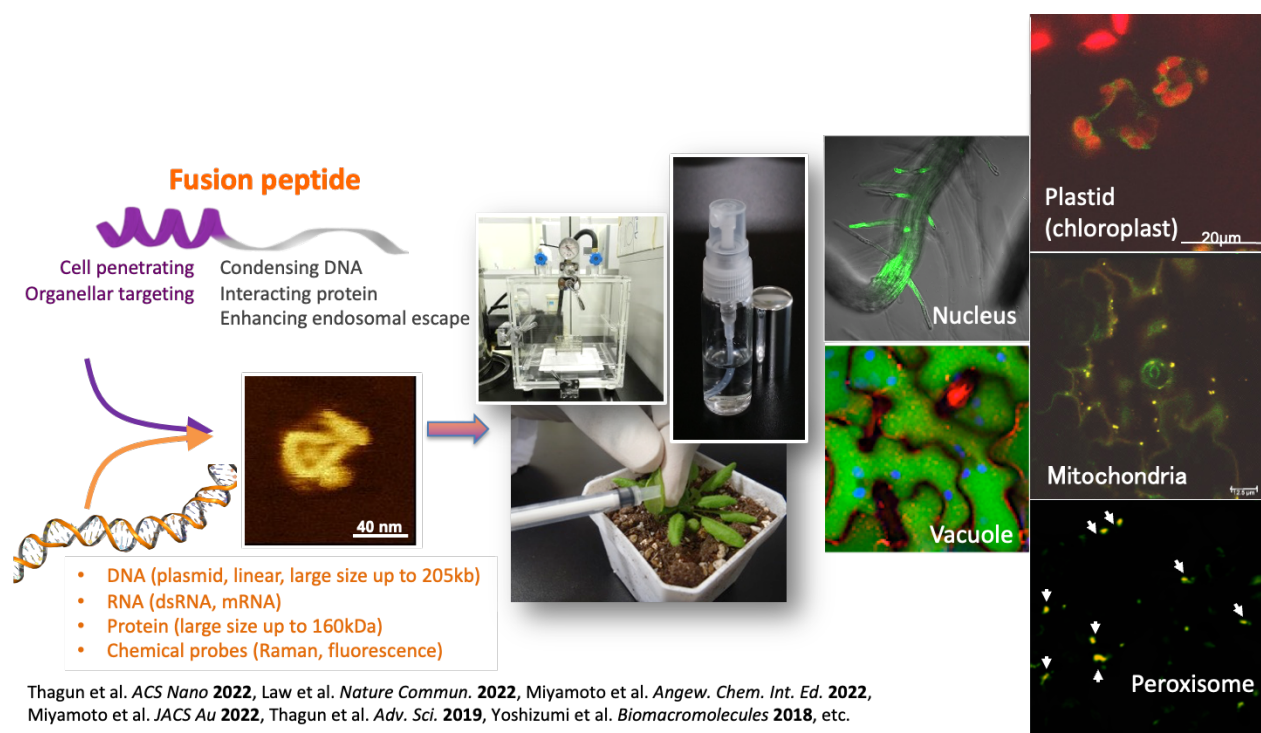 Fusion peptide
Cell penetrating
Organellar targeting
Condensing DNA
Interacting protein
Enhancing endosomal escape
40 nm
• DNA (plasmid, linear, large size up to 205kb)
• RNA (dsRNA, mRNA)
• Protein (large size up to 160kDa)
• Chemical probes (Raman, fluorescence)
Nucleus
Vacuole
Plastid
(chloroplast)
20µm
Mitochondria
12.5 µm
Peroxisome
Thagun et al. ACS Nano 2022, Law et al. Nature Commun. 2022, Miyamoto et al. Angew. Chem. Int. Ed. 2022,
Miyamoto et al. JACS Au 2022, Thagun et al. Adv. Sci. 2019, Yoshizumi et al. Biomacromolecules 2018, etc.